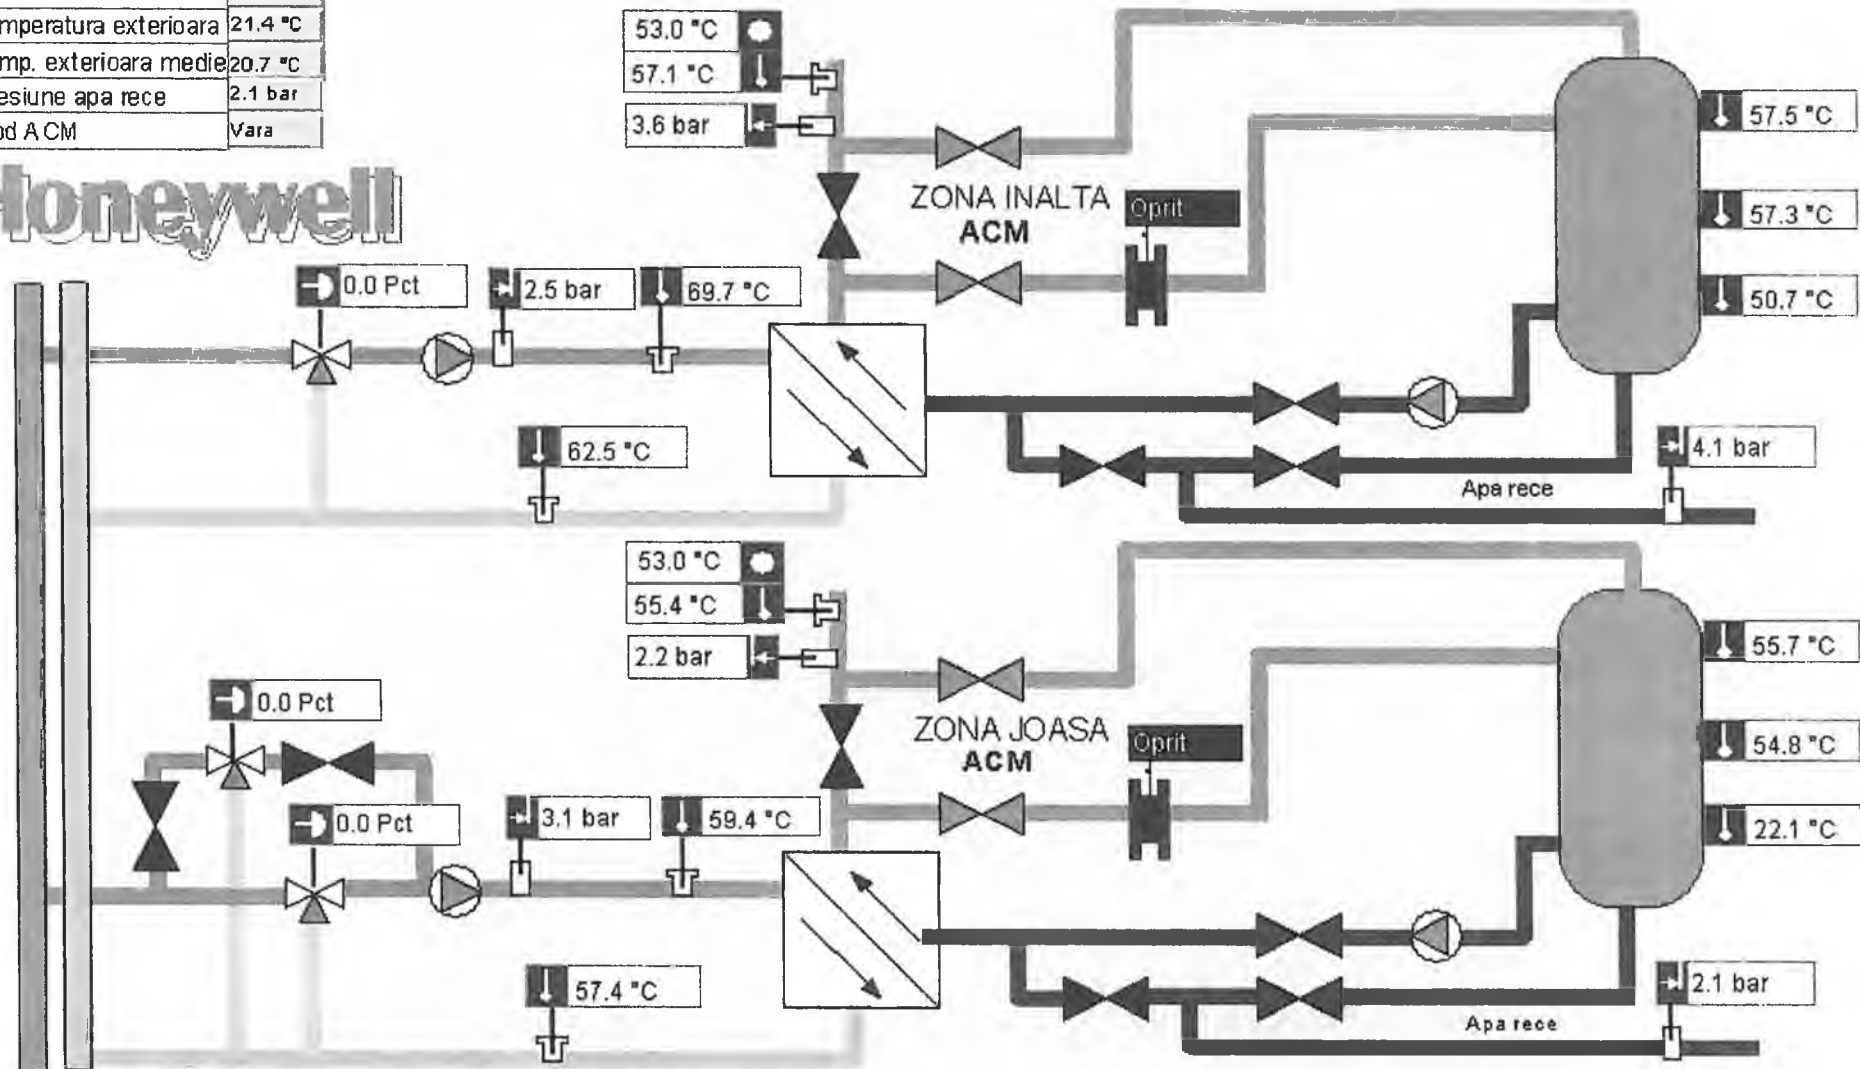 mperatura exterioara 21.4 °C
mp. exterioara medie 20.7 °C
esiune apa rece 2.1 bar
od ACM Vara
Honeywell
53.0 °C
57.1 °C
3.6 bar
ZONA INALTA
ACM
Oprit
57.5 °C
57.3 °C
50.7 °C
0.0 Pct
2.5 bar
69.7 °C
62.5 °C
4.1 bar
Apa rece
53.0 °C
55.4 °C
2.2 bar
ZONA JOASA
ACM
Oprit
55.7 °C
54.8 °C
22.1 °C
0.0 Pct
0.0 Pct
3.1 bar
59.4 °C
57.4 °C
2.1 bar
Apa rece